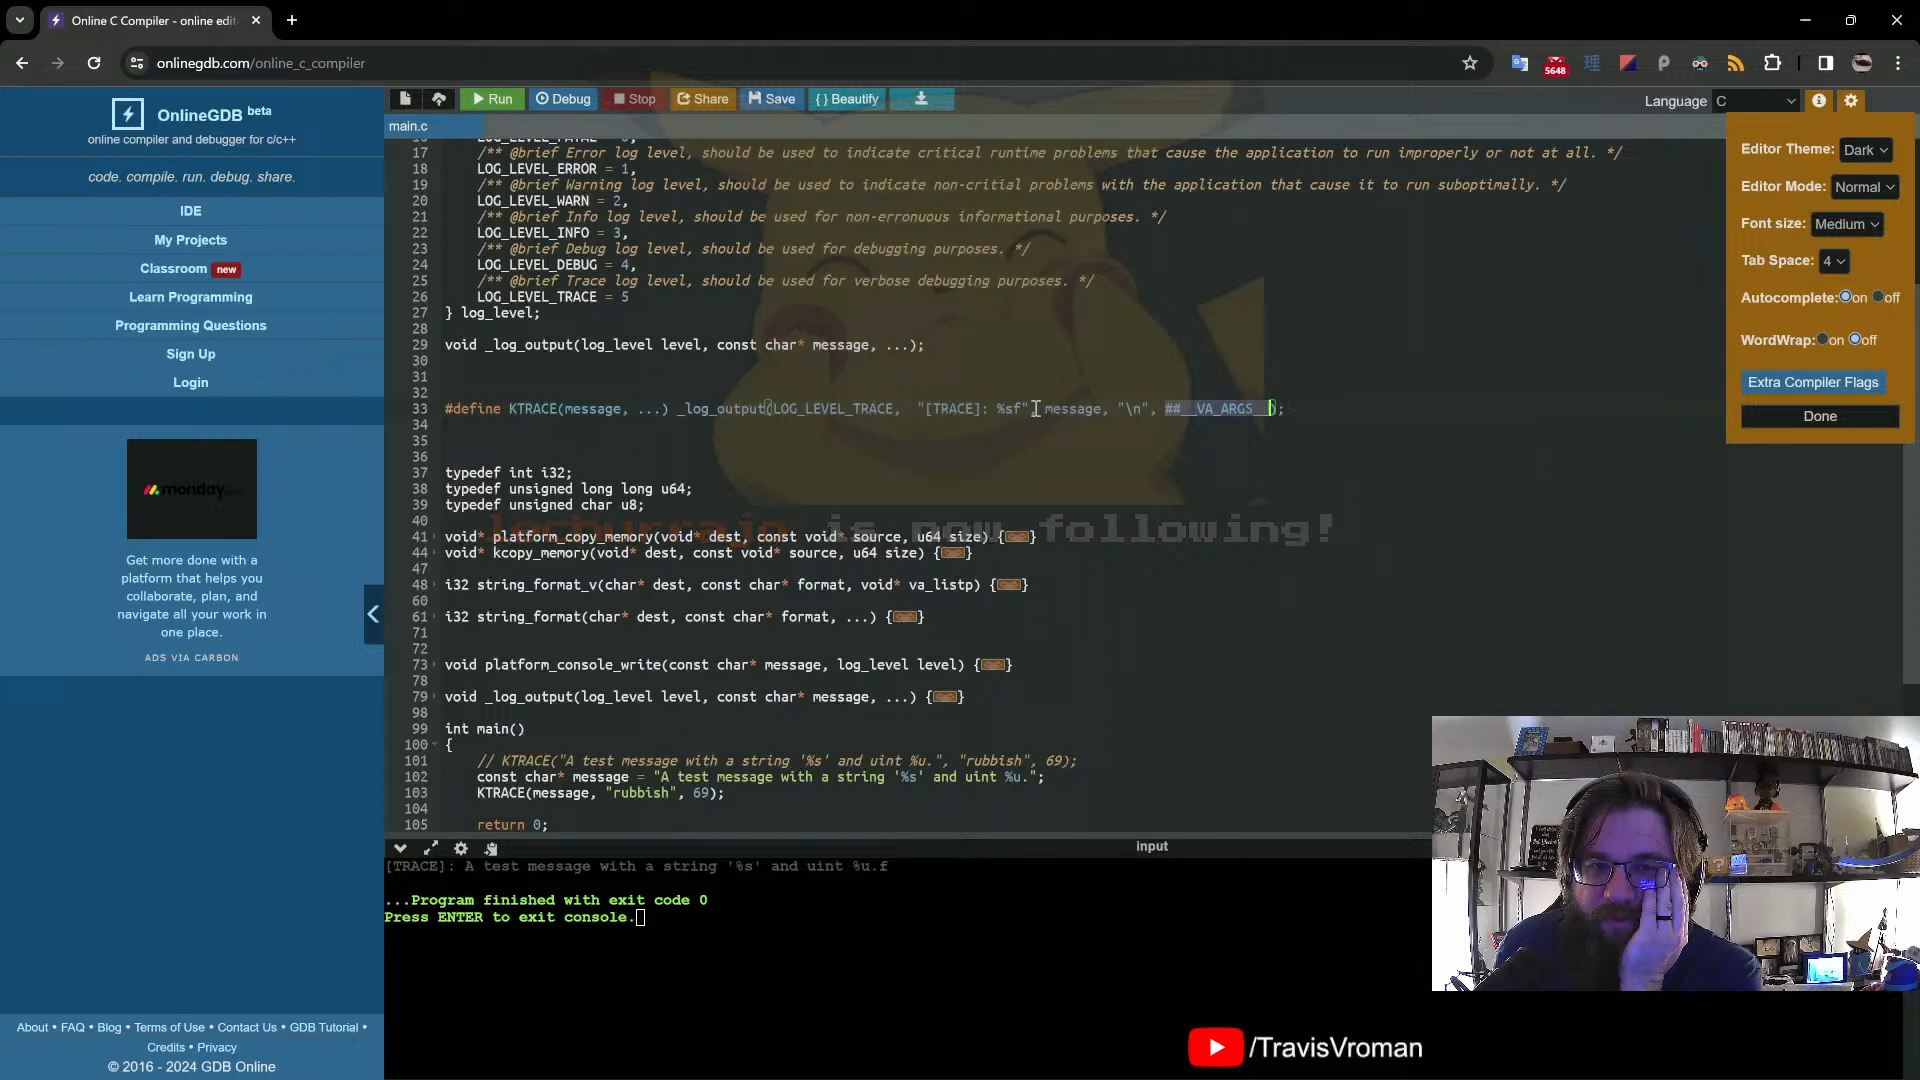 Online C Compiler - online edit
onlinegdb.com/online_c_compiler
5648
OnlineGDB beta
online compiler and debugger for c/c++
code. compile. run. debug. share.
IDE
My Projects
Classroom new
Learn Programming
Programming Questions
Sign Up
Login
monday
Get more done with a
platform that helps you
collaborate, plan, and
navigate all your work in
one place.
ADS VIA CARBON
About • FAQ • Blog • Terms of Use • Contact Us • GDB Tutorial •
Credits • Privacy
© 2016 - 2024 GDB Online
Run Debug Stop Share Save { } Beautify
Language C
main.c
17 /** @brief Error log level, should be used to indicate critical runtime problems that cause the application to run improperly or not at all. */
18 LOG_LEVEL_ERROR = 1,
19 /** @brief Warning log level, should be used to indicate non-critial problems with the application that cause it to run suboptimally. */
20 LOG_LEVEL_WARN = 2,
21 /** @brief Info log level, should be used for non-erronuous informational purposes. */
22 LOG_LEVEL_INFO = 3,
23 /** @brief Debug log level, should be used for debugging purposes. */
24 LOG_LEVEL_DEBUG = 4,
25 /** @brief Trace log level, should be used for verbose debugging purposes. */
26 LOG_LEVEL_TRACE = 5
27 } log_level;
28
29 void _log_output(log_level level, const char* message, ...);
30
31
32
33 #define KTRACE(message, ...) _log_output(LOG_LEVEL_TRACE, "[TRACE]: %sf", message, "\n", ##__VA_ARGS__);
34
35
36
37 typedef int i32;
38 typedef unsigned long long u64;
39 typedef unsigned char u8;
40
is now following!
41 void* platform_copy_memory(void* dest, const void* source, u64 size) {}
44 void* kcopy_memory(void* dest, const void* source, u64 size) {}
47
48 i32 string_format_v(char* dest, const char* format, void* va_listp) {}
60
61 i32 string_format(char* dest, const char* format, ...) {}
71
72
73 void platform_console_write(const char* message, log_level level) {}
78
79 void _log_output(log_level level, const char* message, ...) {}
98
99 int main()
100 {
101 // KTRACE("A test message with a string '%s' and uint %u.", "rubbish", 69);
102 const char* message = "A test message with a string '%s' and uint %u.";
103 KTRACE(message, "rubbish", 69);
104
105 return 0;
input
[TRACE]: A test message with a string '%s' and uint %u.f
...Program finished with exit code 0
Press ENTER to exit console.
Editor Theme: Dark
Editor Mode: Normal
Font size: Medium
Tab Space: 4
Autocomplete: on off
WordWrap: on off
Extra Compiler Flags
Done
/TravisVroman